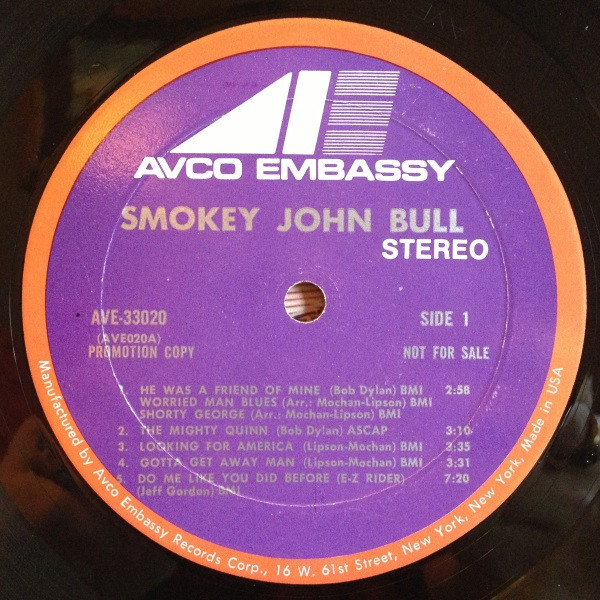 AVCO EMBASSY
SMOKEY JOHN BULL
STEREO
AVE-33020 SIDE 1
(AVE020A)
PROMOTION COPY NOT FOR SALE
1. HE WAS A FRIEND OF MINE (Bob Dylan) BMI 2:58
WORRIED MAN BLUES (Arr.: Mochan-Lipson) BMI
SHORTY GEORGE (Arr.: Mochan-Lipson) BMI
2. THE MIGHTY QUINN (Bob Dylan) ASCAP 3:10
3. LOOKING FOR AMERICA (Lipson-Mochan) BMI 3:35
4. GOTTA GET AWAY MAN (Lipson-Mochan) BMI 3:31
5. DO ME LIKE YOU DID BEFORE (E-Z RIDER) 7:20
(Jeff Gordon) BMI
Manufactured by Avco Embassy Records Corp., 16 W. 61st Street, New York, New York, Made in USA